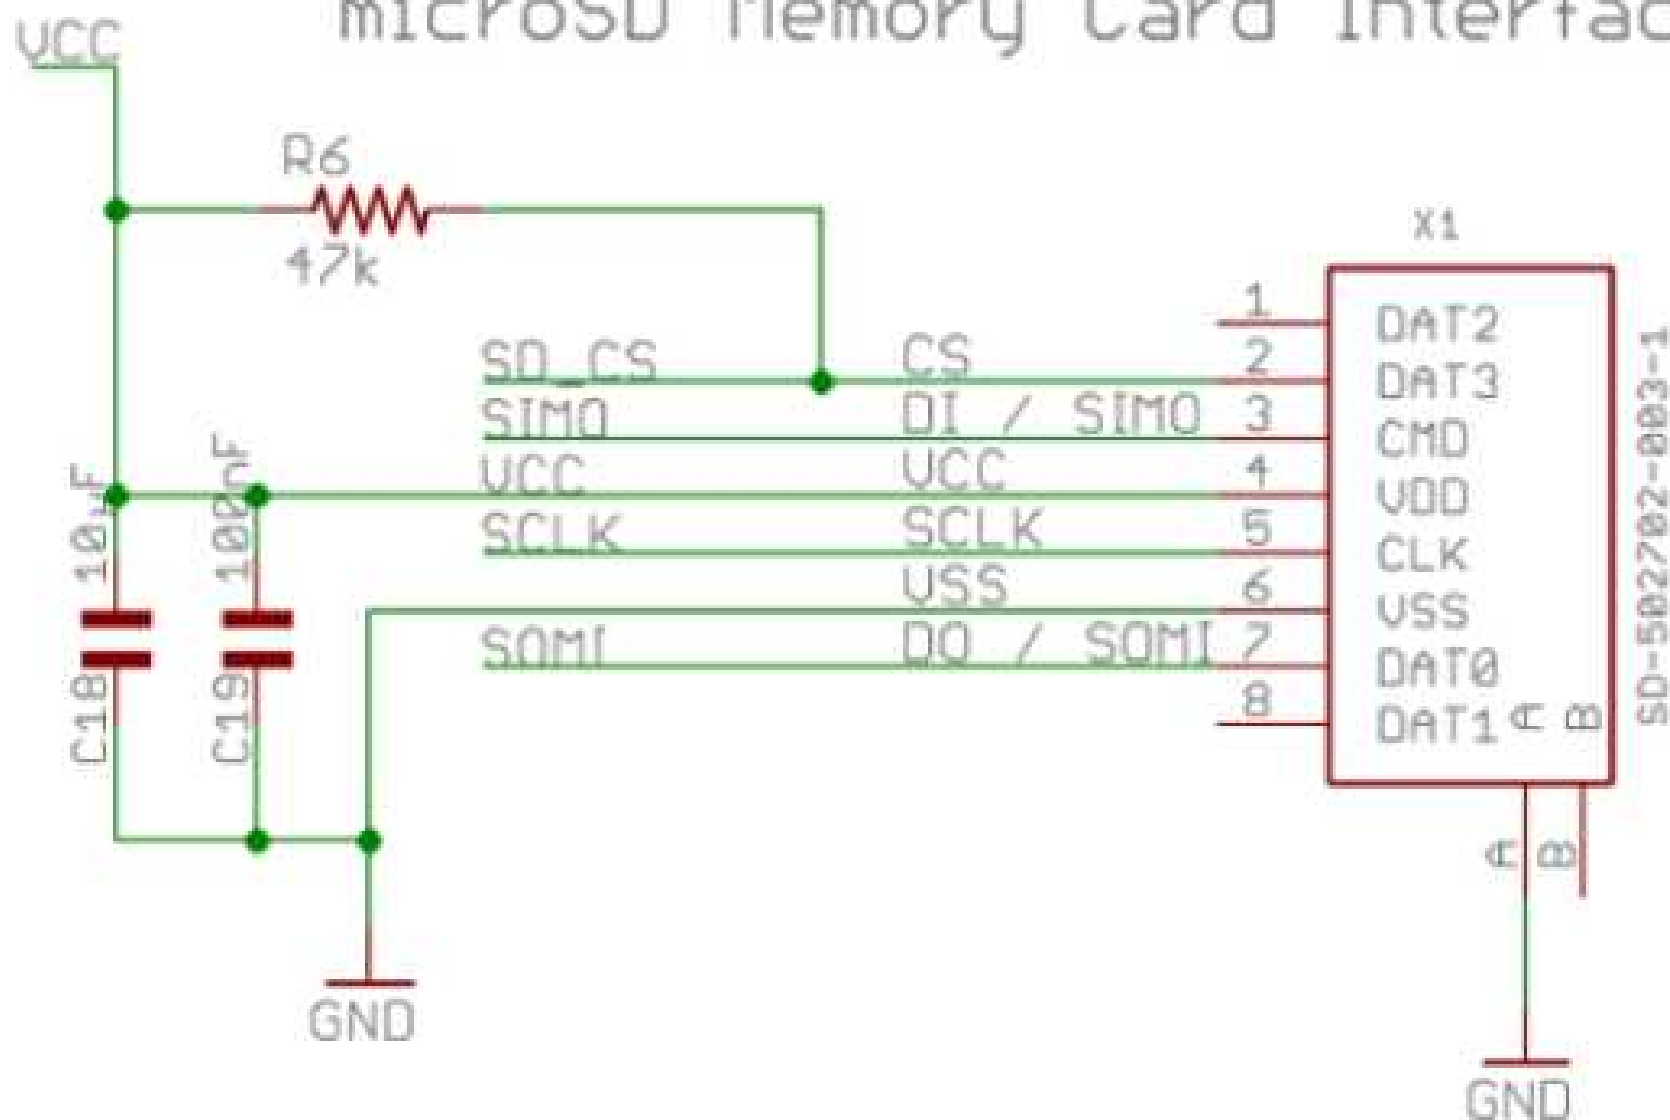 microSD Memory Card Interfac
VCC
R6
47k
X1
1
DAT2
SD_CS
CS
2
DAT3
SIMO
DI / SIMO
3
CMD
VCC
VCC
4
VDD
SCLK
SCLK
5
CLK
VSS
6
VSS
SOMI
DO / SOMI
7
DAT0
8
DAT1
A
B
SD-502702-003-1
10µF
100nF
C18
C19
A
B
GND
GND